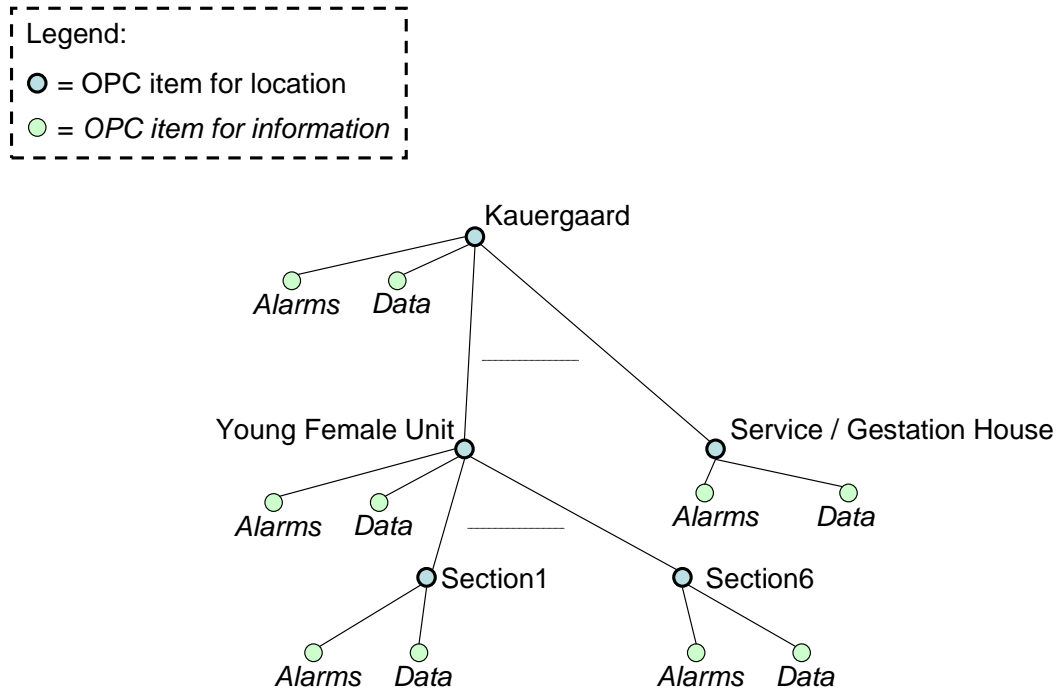 Legend:
= OPC item for location
= OPC item for information
Kauergaard
Alarms Data
Young Female Unit
Service / Gestation House
Alarms Data
Alarms Data
Section1
Section6
Alarms Data
Alarms Data